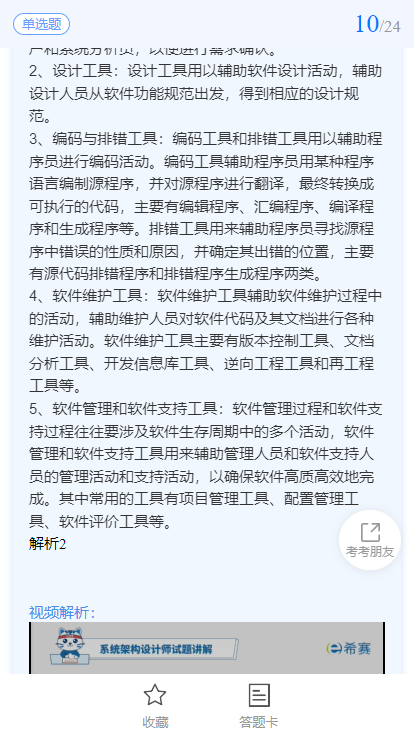 单选题
10/24
户和系统分析员，以便进行需求确认。
2、设计工具：设计工具用以辅助软件设计活动，辅助
设计人员从软件功能规范出发，得到相应的设计规
范。
3、编码与排错工具：编码工具和排错工具用以辅助程
序员进行编码活动。编码工具辅助程序员用某种程序
语言编制源程序，并对源程序进行翻译，最终转换成
可执行的代码，主要有编辑程序、汇编程序、编译程
序和生成程序等。排错工具用来辅助程序员寻找源程
序中错误的性质和原因，并确定其出错的位置，主要
有源代码排错程序和排错程序生成程序两类。
4、软件维护工具：软件维护工具辅助软件维护过程中
的活动，辅助维护人员对软件代码及其文档进行各种
维护活动。软件维护工具主要有版本控制工具、文档
分析工具、开发信息库工具、逆向工程工具和再工程
工具等。
5、软件管理和软件支持工具：软件管理过程和软件支
持过程往往要涉及软件生存周期中的多个活动，软件
管理和软件支持工具用来辅助管理人员和软件支持人
员的管理活动和支持活动，以确保软件高质高效地完
成。其中常用的工具有项目管理工具、配置管理工
具、软件评价工具等。
考考朋友
解析2
视频解析：
系统架构设计师试题讲解
希赛
收藏
答题卡